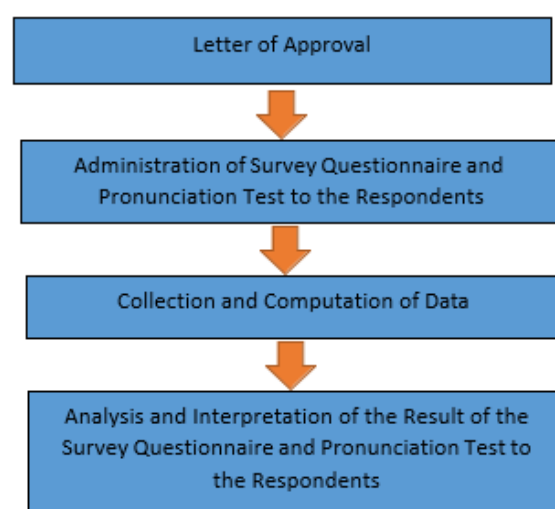 Letter of Approval
Administration of Survey Questionnaire and
Pronunciation Test to the Respondents
Collection and Computation of Data
Analysis and Interpretation of the Result of the
Survey Questionnaire and Pronunciation Test to
the Respondents